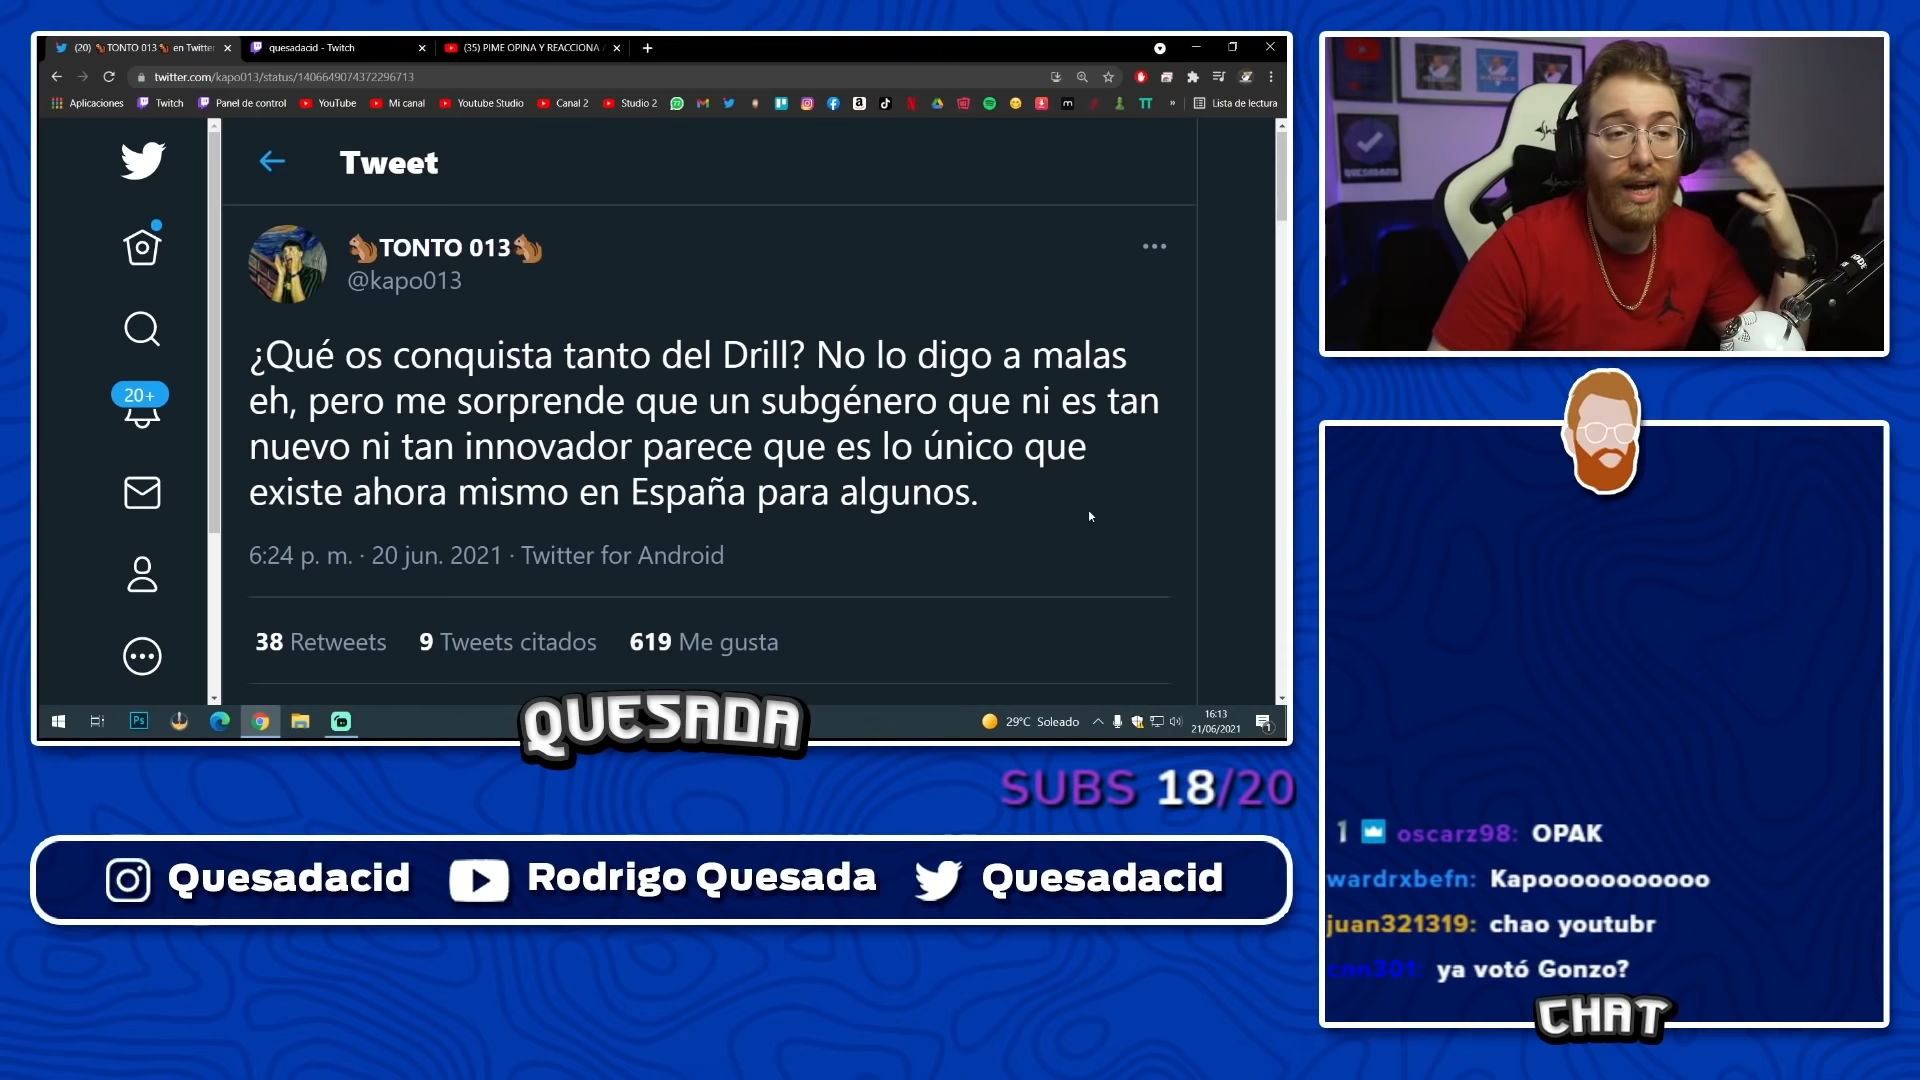 (20) 🐿️TONTO 013🐿️ en Twitter
quesadacid - Twitch
(35) PIME OPINA Y REACCIONA
twitter.com/kapo013/status/1406649074372296713
Aplicaciones
Twitch
Panel de control
YouTube
Mi canal
Youtube Studio
Canal 2
Studio 2
Lista de lectura
Tweet
🐿️TONTO 013🐿️
@kapo013
20+
¿Qué os conquista tanto del Drill? No lo digo a malas
eh, pero me sorprende que un subgénero que ni es tan
nuevo ni tan innovador parece que es lo único que
existe ahora mismo en España para algunos.
6:24 p. m. · 20 jun. 2021 · Twitter for Android
38 Retweets 9 Tweets citados 619 Me gusta
Ps
29°C Soleado
16:13
21/06/2021
1
QUESADA
SUBS 18/20
Quesadacid
Rodrigo Quesada
Quesadacid
1 oscarz98: OPAK
wardrxbefn: Kapooooooooooo
juan321319: chao youtubr
cnn301: ya votó Gonzo?
CHAT